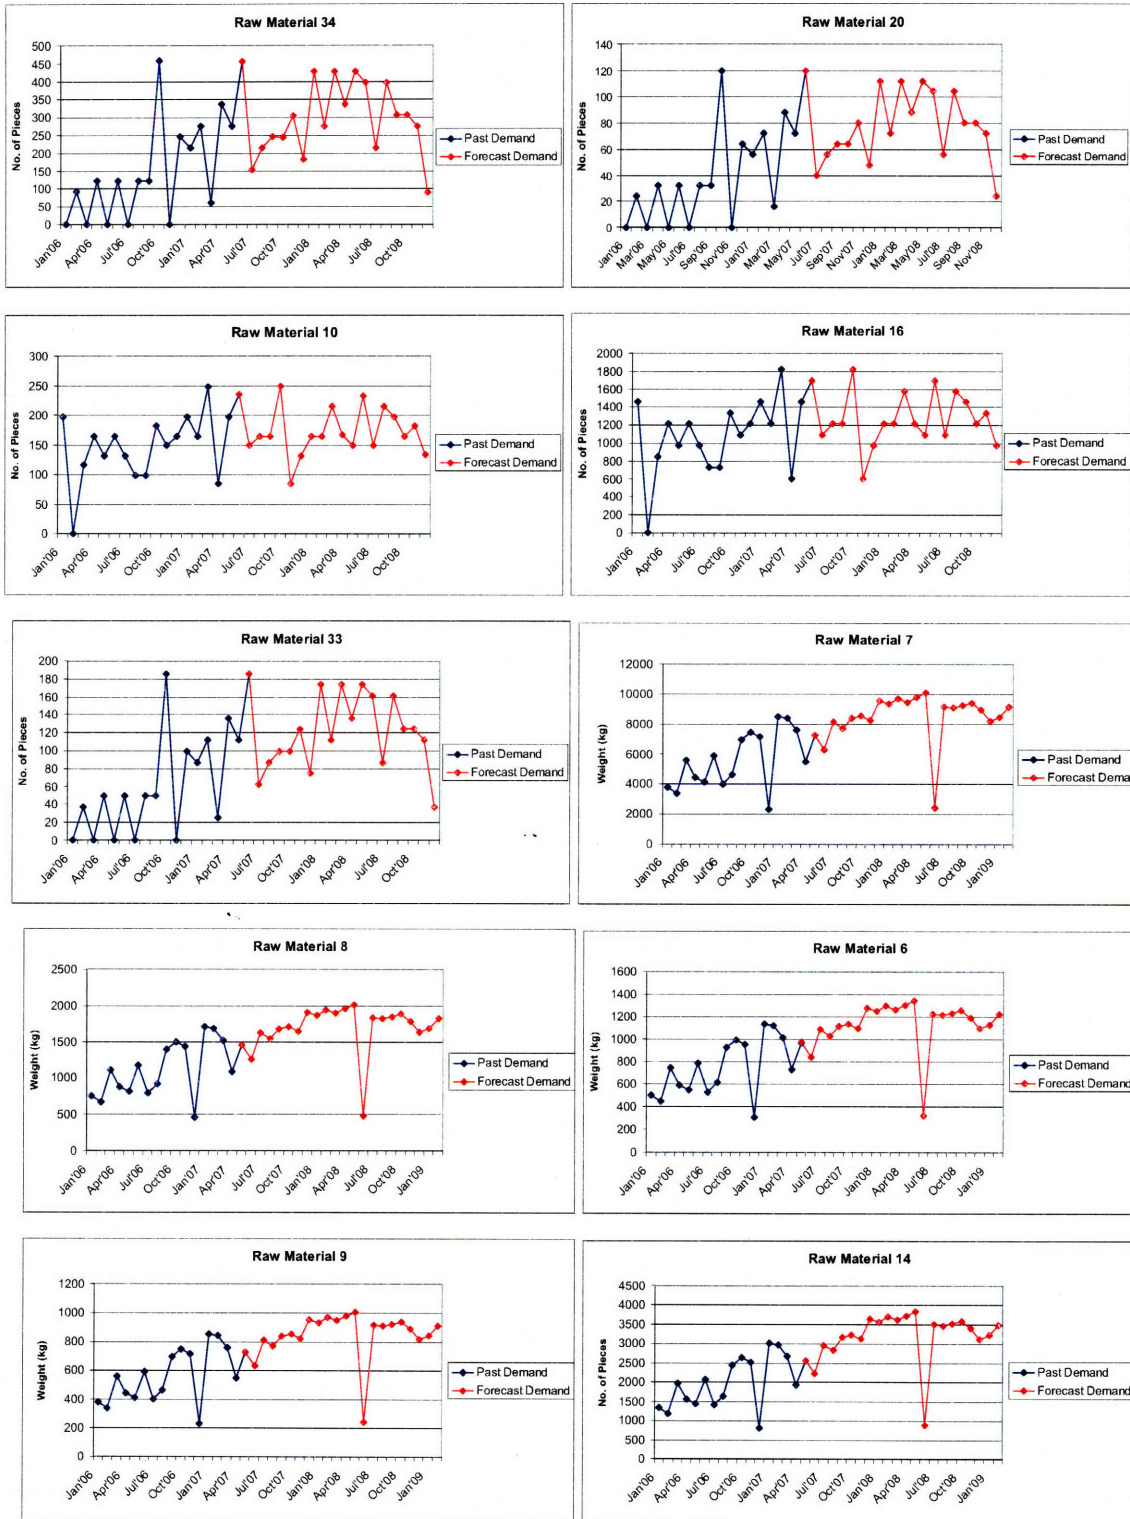 Raw Material 34
No. of Pieces
500
450
400
350
300
250
200
150
100
50
0
Jan'06 Apr'06 Jul'06 Oct'06 Jan'07 Apr'07 Jul'07 Oct'07 Jan'08 Apr'08 Jul'08 Oct'08
Past Demand
Forecast Demand
Raw Material 20
No. of Pieces
140
120
100
80
60
40
20
0
Jan'06 Mar'06 May'06 Jul'06 Sep'06 Nov'06 Jan'07 Mar'07 May'07 Jul'07 Sep'07 Nov'07 Jan'08 Mar'08 May'08 Jul'08 Sep'08 Nov'08
Past Demand
Forecast Demand
Raw Material 10
No. of Pieces
300
250
200
150
100
50
0
Jan'06 Apr'06 Jul'06 Oct'06 Jan'07 Apr'07 Jul'07 Oct'07 Jan'08 Apr'08 Jul'08 Oct'08
Past Demand
Forecast Demand
Raw Material 16
No. of Pieces
2000
1800
1600
1400
1200
1000
800
600
400
200
0
Jan'06 Apr'06 Jul'06 Oct'06 Jan'07 Apr'07 Jul'07 Oct'07 Jan'08 Apr'08 Jul'08 Oct'08
Past Demand
Forecast Demand
Raw Material 33
No. of Pieces
200
180
160
140
120
100
80
60
40
20
0
Jan'06 Apr'06 Jul'06 Oct'06 Jan'07 Apr'07 Jul'07 Oct'07 Jan'08 Apr'08 Jul'08 Oct'08
Past Demand
Forecast Demand
Raw Material 7
Weight (kg)
12000
10000
8000
6000
4000
2000
0
Jan'06 Apr'06 Jul'06 Oct'06 Jan'07 Apr'07 Jul'07 Oct'07 Jan'08 Apr'08 Jul'08 Oct'08 Jan'09
Past Demand
Forecast Dema
Raw Material 8
Weight (kg)
2500
2000
1500
1000
500
0
Jan'06 Apr'06 Jul'06 Oct'06 Jan'07 Apr'07 Jul'07 Oct'07 Jan'08 Apr'08 Jul'08 Oct'08 Jan'09
Past Demand
Forecast Demand
Raw Material 6
Weight (kg)
1600
1400
1200
1000
800
600
400
200
0
Jan'06 Apr'06 Jul'06 Oct'06 Jan'07 Apr'07 Jul'07 Oct'07 Jan'08 Apr'08 Jul'08 Oct'08 Jan'09
Past Demand
Forecast Demand
Raw Material 9
Weight (kg)
1200
1000
800
600
400
200
0
Jan'06 Apr'06 Jul'06 Oct'06 Jan'07 Apr'07 Jul'07 Oct'07 Jan'08 Apr'08 Jul'08 Oct'08 Jan'09
Past Demand
Forecast Demand
Raw Material 14
No. of Pieces
4500
4000
3500
3000
2500
2000
1500
1000
500
0
Jan'06 Apr'06 Jul'06 Oct'06 Jan'07 Apr'07 Jul'07 Oct'07 Jan'08 Apr'08 Jul'08 Oct'08 Jan'09
Past Demand
Forecast Demand